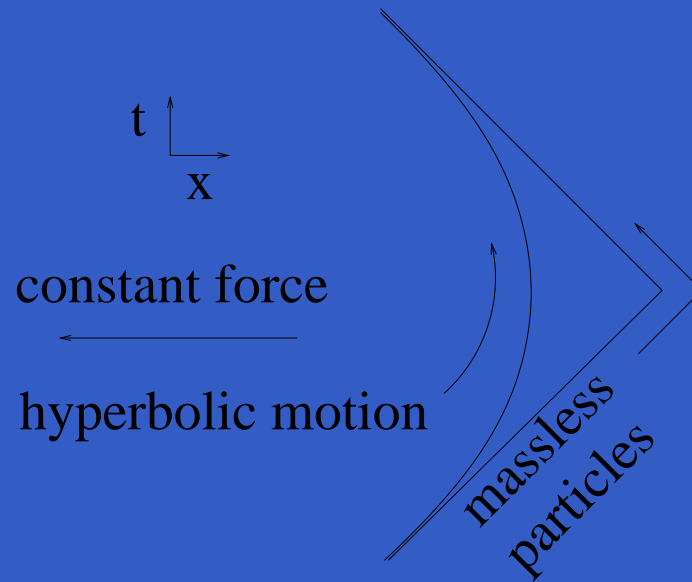 t
x
constant force
hyperbolic motion
massless
particles